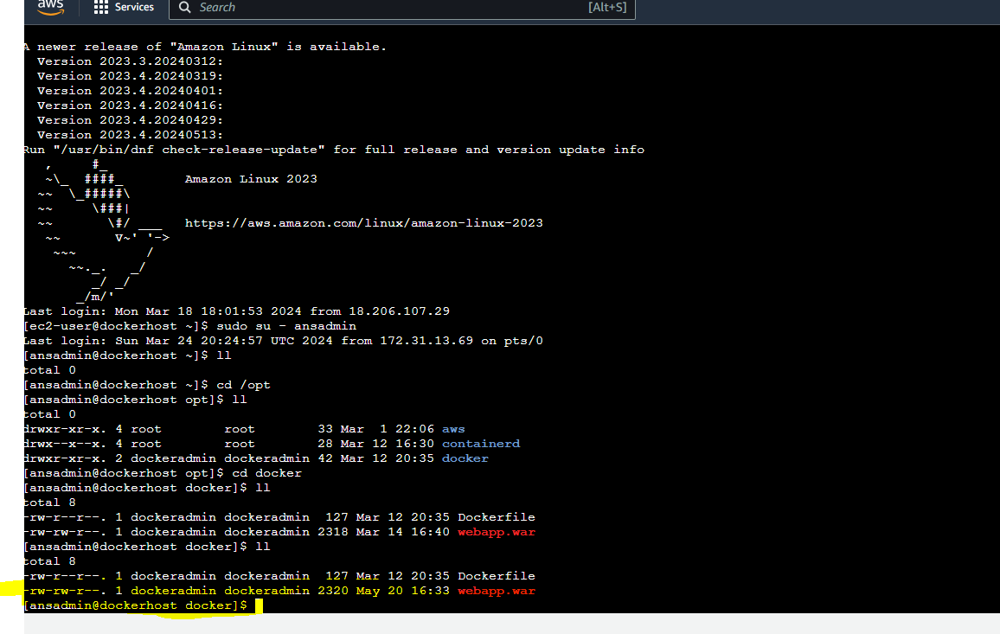 aws
Services
Search
[Alt+S]
A newer release of "Amazon Linux" is available.
  Version 2023.3.20240312:
  Version 2023.4.20240319:
  Version 2023.4.20240401:
  Version 2023.4.20240416:
  Version 2023.4.20240429:
  Version 2023.4.20240513:
Run "/usr/bin/dnf check-release-update" for full release and version update info
   ,     #_
   ~\_  ####_        Amazon Linux 2023
  ~~  \_#####\
  ~~     \###|
  ~~       \#/ ___   https://aws.amazon.com/linux/amazon-linux-2023
   ~~       V~' '->
    ~~~         /
      ~~._.   _/
         _/ _/
       _/m/'
Last login: Mon Mar 18 18:01:53 2024 from 18.206.107.29
[ec2-user@dockerhost ~]$ sudo su - ansadmin
Last login: Sun Mar 24 20:24:57 UTC 2024 from 172.31.13.69 on pts/0
[ansadmin@dockerhost ~]$ ll
total 0
[ansadmin@dockerhost ~]$ cd /opt
[ansadmin@dockerhost opt]$ ll
total 0
drwxr-xr-x. 4 root        root        33 Mar  1 22:06 aws
drwx--x--x. 4 root        root        28 Mar 12 16:30 containerd
drwxr-xr-x. 2 dockeradmin dockeradmin 42 Mar 12 20:35 docker
[ansadmin@dockerhost opt]$ cd docker
[ansadmin@dockerhost docker]$ ll
total 8
-rw-r--r--. 1 dockeradmin dockeradmin  127 Mar 12 20:35 Dockerfile
-rw-rw-r--. 1 dockeradmin dockeradmin 2318 Mar 14 16:40 webapp.war
[ansadmin@dockerhost docker]$ ll
total 8
-rw-r--r--. 1 dockeradmin dockeradmin  127 Mar 12 20:35 Dockerfile
-rw-rw-r--. 1 dockeradmin dockeradmin 2320 May 20 16:33 webapp.war
[ansadmin@dockerhost docker]$